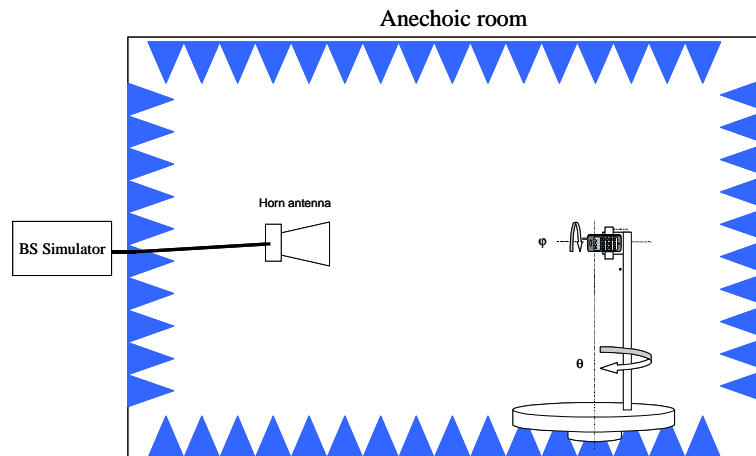 Anechoic room
Horn antenna
BS Simulator
φ
θ